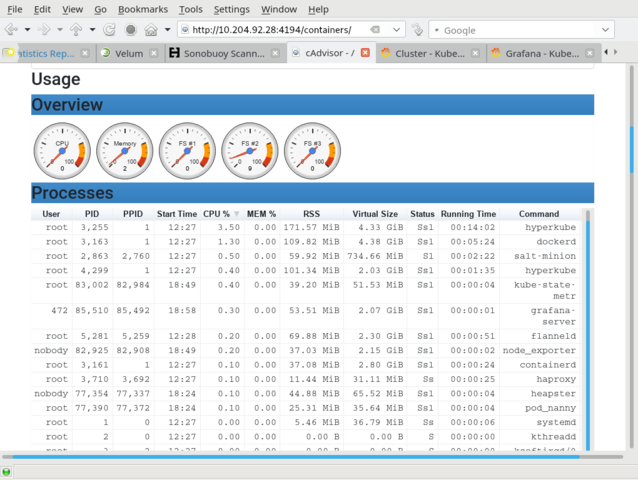 File Edit View Go Bookmarks Tools Settings Window Help
http://10.204.92.28:4194/containers/ Google
atistics Rep... Velum Sonobuoy Scann... cAdvisor - / Cluster - Kube... Grafana - Kube...
Usage
Overview
CPU Memory FS #1 FS #2 FS #3
100 100 100 100 100
0 2 0 9 0
Processes
User PID PPID Start Time CPU % ▼ MEM % RSS Virtual Size Status Running Time Command
root 3,255 1 12:27 3.50 0.00 171.57 MiB 4.33 GiB Ssl 00:14:02 hyperkube
root 3,163 1 12:27 1.30 0.00 109.82 MiB 4.38 GiB Ssl 00:05:24 dockerd
root 2,863 2,760 12:27 0.50 0.00 59.92 MiB 734.66 MiB Sl 00:02:22 salt-minion
root 4,299 1 12:27 0.40 0.00 101.34 MiB 2.03 GiB Ssl 00:01:35 hyperkube
root 83,002 82,984 18:49 0.40 0.00 39.20 MiB 51.53 MiB Ssl 00:00:04 kube-state-
metr
472 85,510 85,492 18:58 0.30 0.00 53.51 MiB 2.07 GiB Ssl 00:00:01 grafana-
server
root 5,281 5,259 12:28 0.20 0.00 69.88 MiB 2.30 GiB Ssl 00:00:51 flanneld
nobody 82,925 82,908 18:49 0.20 0.00 37.03 MiB 2.15 GiB Ssl 00:00:02 node_exporter
root 3,161 1 12:27 0.10 0.00 37.08 MiB 2.80 GiB Ssl 00:00:24 containerd
root 3,710 3,692 12:27 0.10 0.00 11.44 MiB 31.11 MiB Ss 00:00:25 haproxy
nobody 77,354 77,337 18:24 0.10 0.00 44.88 MiB 65.52 MiB Ssl 00:00:04 heapster
root 77,390 77,372 18:24 0.10 0.00 25.31 MiB 35.64 MiB Ssl 00:00:04 pod_nanny
root 1 0 12:27 0.00 0.00 5.46 MiB 36.79 MiB Ss 00:00:06 systemd
root 2 0 12:27 0.00 0.00 0.00 B 0.00 B S 00:00:00 kthreadd